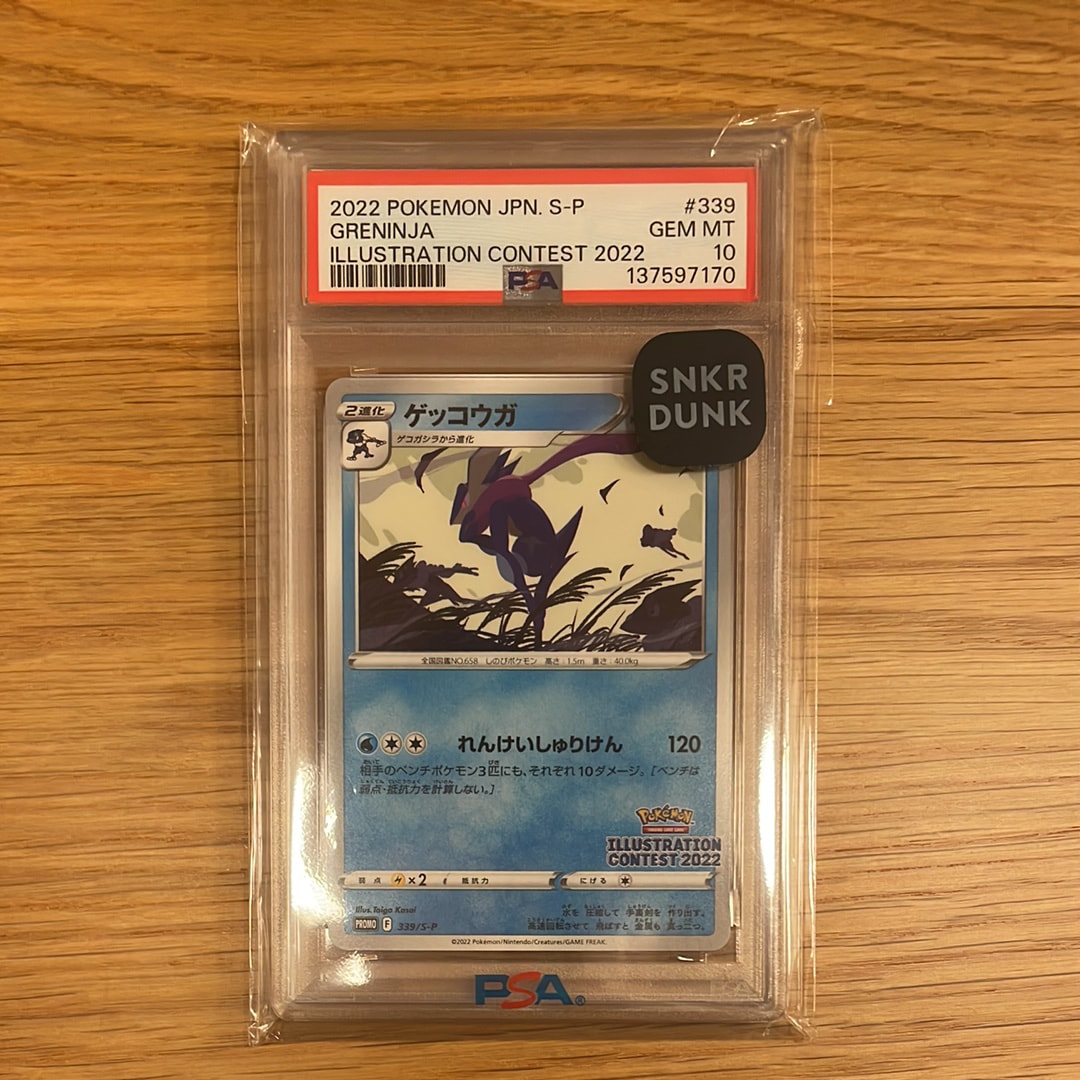 2022 POKEMON JPN. S-P #339
GRENINJA GEM MT
ILLUSTRATION CONTEST 2022 10
137597170
PSA
SNKR
DUNK
2進化 ゲッコウガ
ゲコガシラから進化
全国図鑑NO.658 しのびポケモン 高さ:1.5m 重さ:40.0kg
れんけいしゅりけん 120
相手のベンチポケモン3匹にも、それぞれ10ダメージ。[ベンチは
弱点・抵抗力を計算しない。]
POKÉMON
ILLUSTRATION
CONTEST 2022
弱点 ×2 抵抗力 にげる
Illus. Taiga Kasai
水を圧縮して手裏剣を作り出す。
高速回転させて飛ばすと金属も真っ二つ。
PROMO F 339/S-P
©2022 Pokémon/Nintendo/Creatures/GAME FREAK.
PSA®